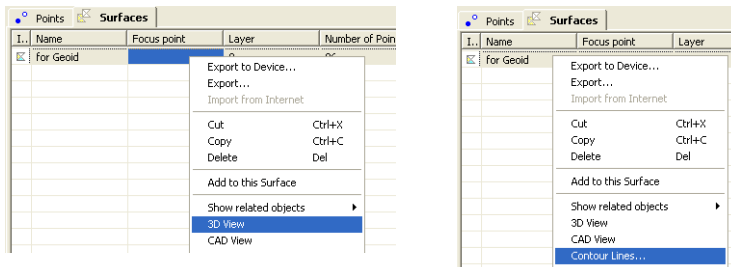 Points Surfaces
I.. Name Focus point Layer Number of Poin
for Geoid
Export to Device...
Export...
Import from Internet
Cut Ctrl+X
Copy Ctrl+C
Delete Del
Add to this Surface
Show related objects
3D View
CAD View
Points Surfaces
I.. Name Focus point Layer
for Geoid
Export to Device...
Export...
Import from Internet
Cut Ctrl+X
Copy Ctrl+C
Delete Del
Add to this Surface
Show related objects
3D View
CAD View
Contour Lines...